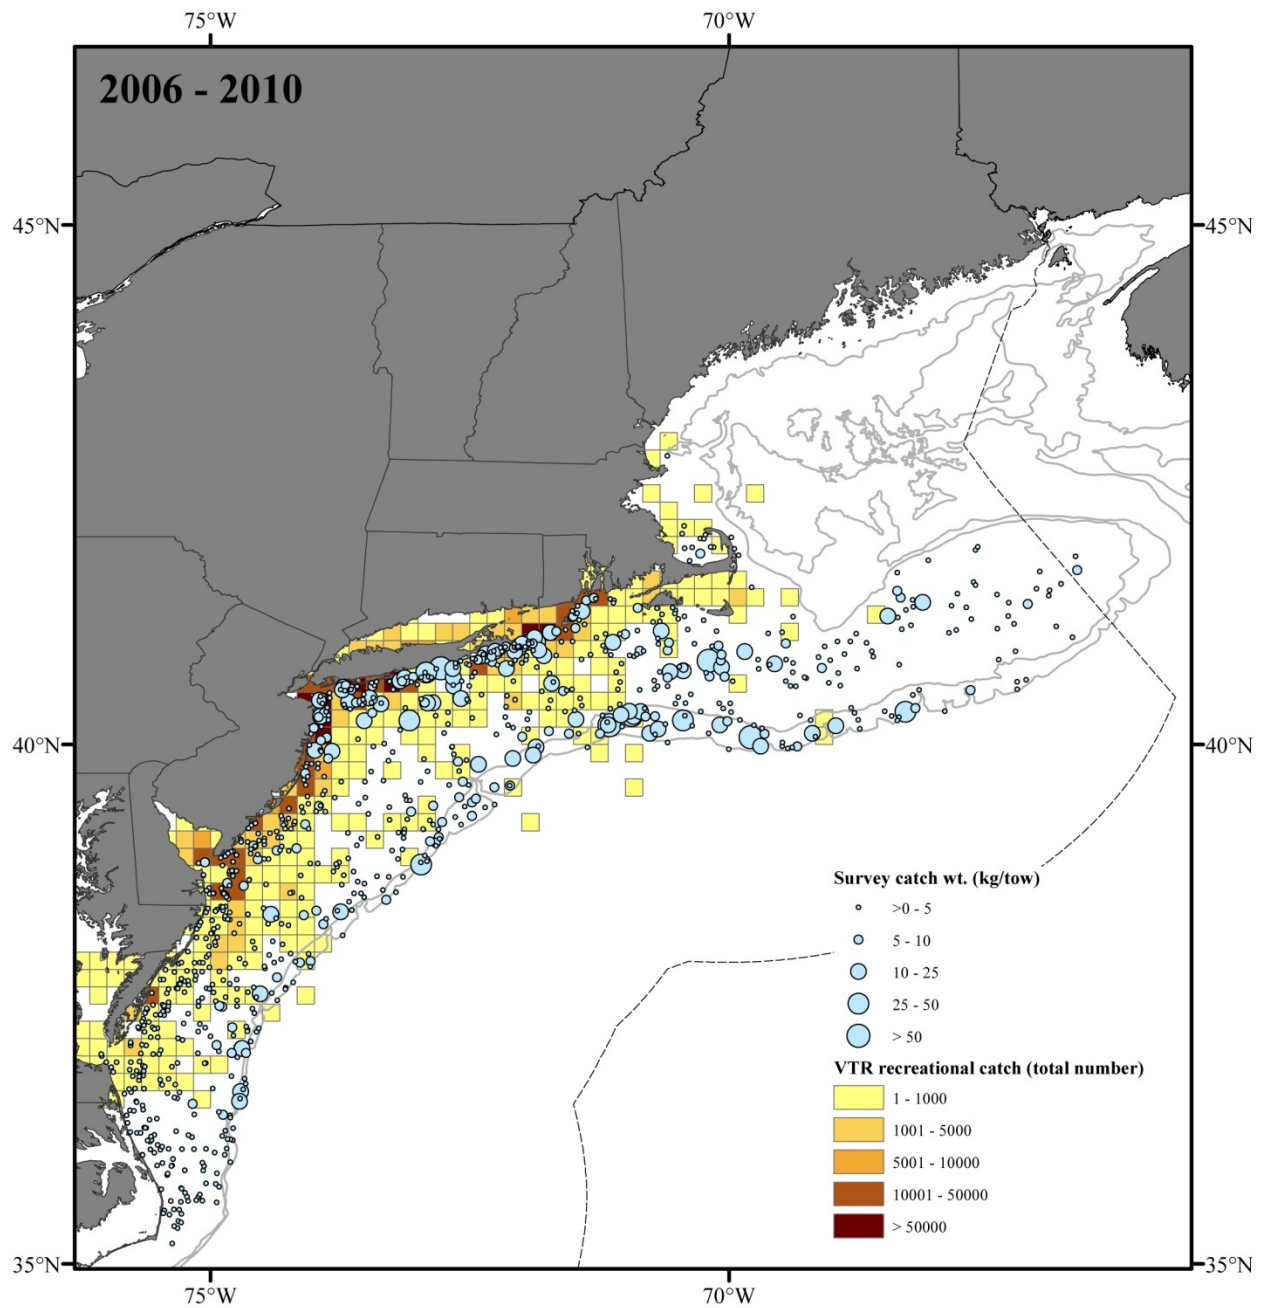 75°W 70°W
2006 - 2010
45°N 45°N
40°N 40°N
Survey catch wt. (kg/tow)
>0 - 5
5 - 10
10 - 25
25 - 50
> 50
VTR recreational catch (total number)
1 - 1000
1001 - 5000
5001 - 10000
10001 - 50000
> 50000
35°N 35°N
75°W 70°W